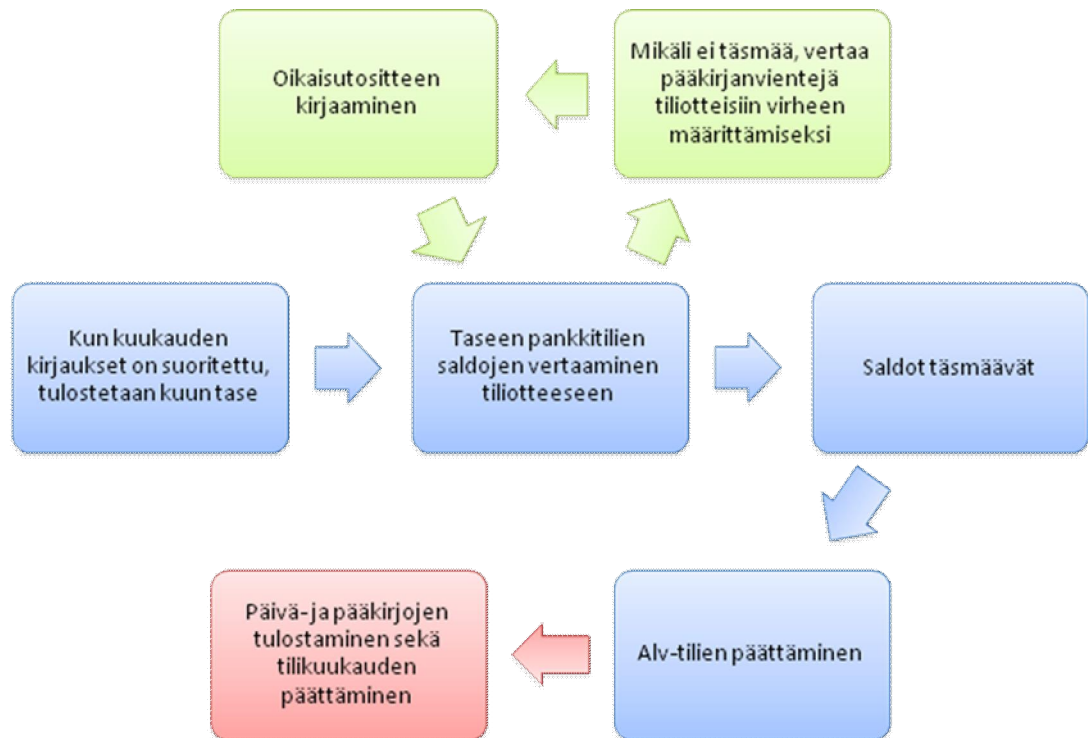 Oikaisutositteen
kirjaaminen
Mikäli ei täsmää, vertaa
pääkirjanvientejä
tiliotteisiin virheen
määrittämiseksi
Kun kuukauden
kirjaukset on suoritettu,
tulostetaan kuun tase
Taseen pankkitilien
saldojen vertaaminen
tiliotteeseen
Saldot täsmäävät
Päivä- ja pääkirjojen
tulostaminen sekä
tilikuukauden
päättäminen
Alv-tilien päättäminen